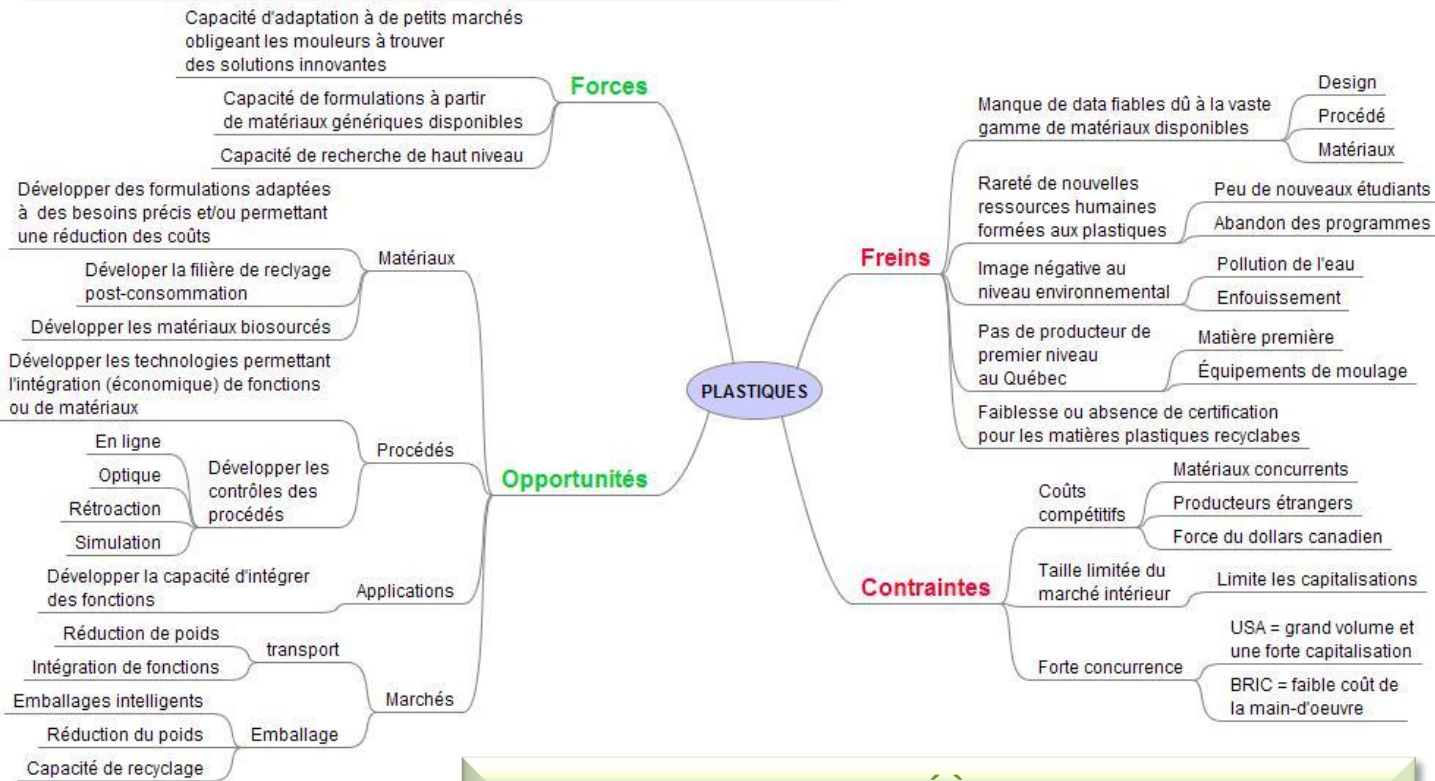 Capacité d'adaptation à de petits marchés
obligeant les mouleurs à trouver
des solutions innovantes
Capacité de formulations à partir
de matériaux génériques disponibles
Capacité de recherche de haut niveau
Forces
Développer des formulations adaptées
à des besoins précis et/ou permettant
une réduction des coûts
Déveloper la filière de reclyage
post-consommation
Développer les matériaux biosourcés
Matériaux
Développer les technologies permettant
l'intégration (économique) de fonctions
ou de matériaux
En ligne
Optique
Rétroaction
Simulation
Développer les
contrôles des
procédés
Procédés
Développer la capacité d'intégrer
des fonctions
Applications
Réduction de poids
Intégration de fonctions
transport
Emballages intelligents
Réduction du poids
Capacité de recyclage
Emballage
Marchés
Opportunités
PLASTIQUES
Freins
Manque de data fiables dû à la vaste
gamme de matériaux disponibles
Design
Procédé
Matériaux
Rareté de nouvelles
ressources humaines
formées aux plastiques
Peu de nouveaux étudiants
Abandon des programmes
Image négative au
niveau environnemental
Pollution de l'eau
Enfouissement
Pas de producteur de
premier niveau
au Québec
Matière première
Équipements de moulage
Faiblesse ou absence de certification
pour les matières plastiques recyclabes
Contraintes
Coûts
compétitifs
Matériaux concurrents
Producteurs étrangers
Force du dollars canadien
Taille limitée du
marché intérieur
Limite les capitalisations
Forte concurrence
USA = grand volume et
une forte capitalisation
BRIC = faible coût de
la main-d'oeuvre